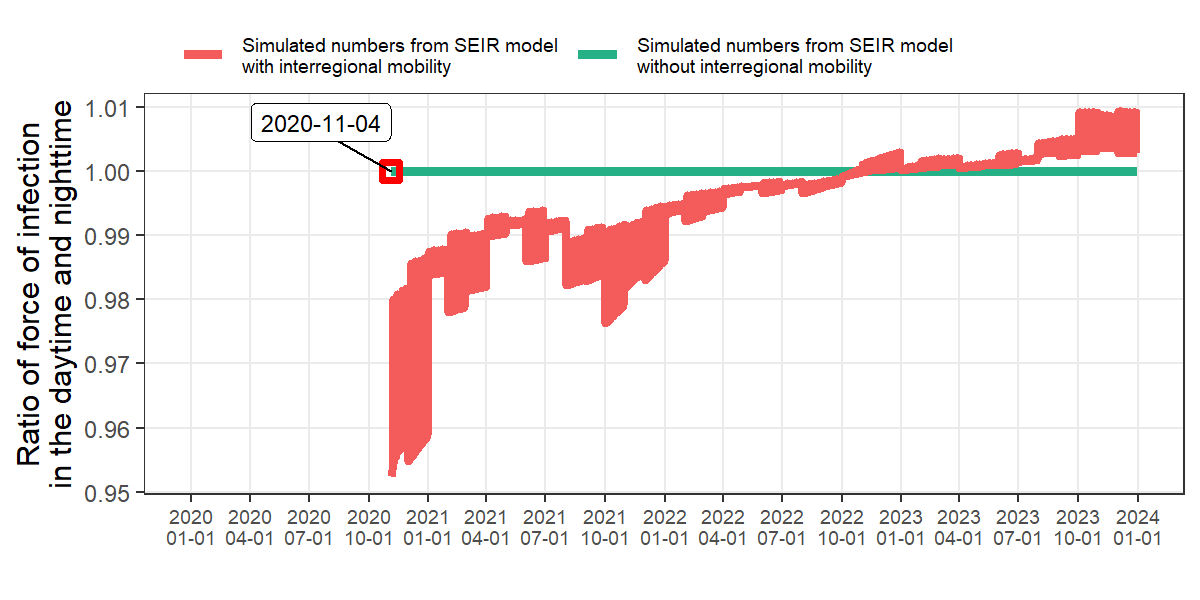 Simulated numbers from SEIR model
with interregional mobility
Simulated numbers from SEIR model
without interregional mobility
Ratio of force of infection
in the daytime and nighttime
1.01
1.00
0.99
0.98
0.97
0.96
0.95
2020-11-04
2020 2020 2020 2020 2021 2021 2021 2021 2022 2022 2022 2022 2023 2023 2023 2023 2024
01-01 04-01 07-01 10-01 01-01 04-01 07-01 10-01 01-01 04-01 07-01 10-01 01-01 04-01 07-01 10-01 01-01